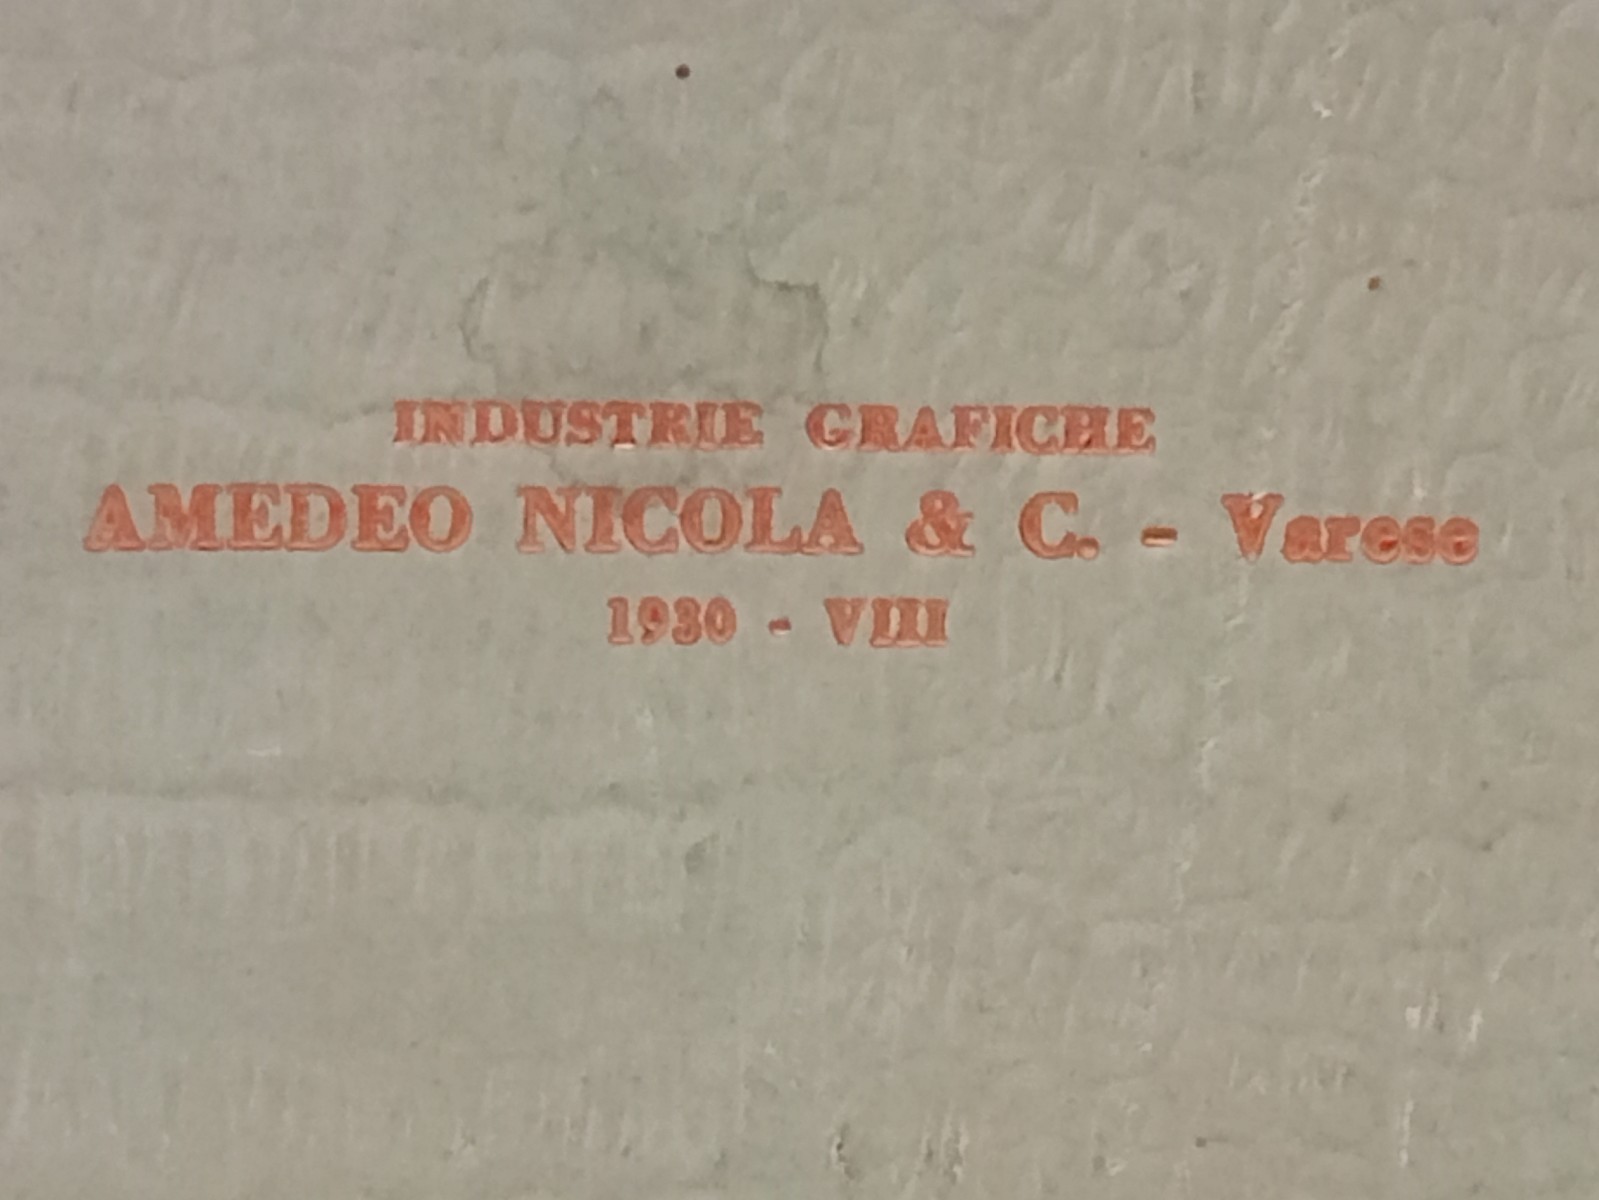 INDUSTRIE GRAFICHE
AMEDEO NICOLA & C. - Varese
1930 - VIII